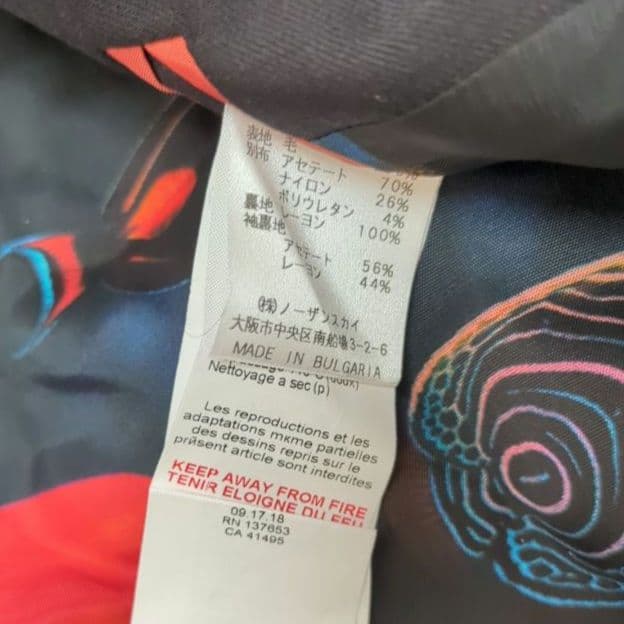 表地 毛
別布 アセテート 70%
ナイロン 26%
ポリウレタン 4%
裏地 レーヨン 100%
袖裏地
アセテート 56%
レーヨン 44%
㈱ノーザンスカイ
大阪市中央区南船場3-2-6
MADE IN BULGARIA
Nettoyage a sec (p)
Les reproductions et les
adaptations mкme partielles
des dessins repris sur le
prйsent article sont interdites
KEEP AWAY FROM FIRE
TENIR ELOIGNE DU FEU
09.17.18
RN 137653
CA 41495